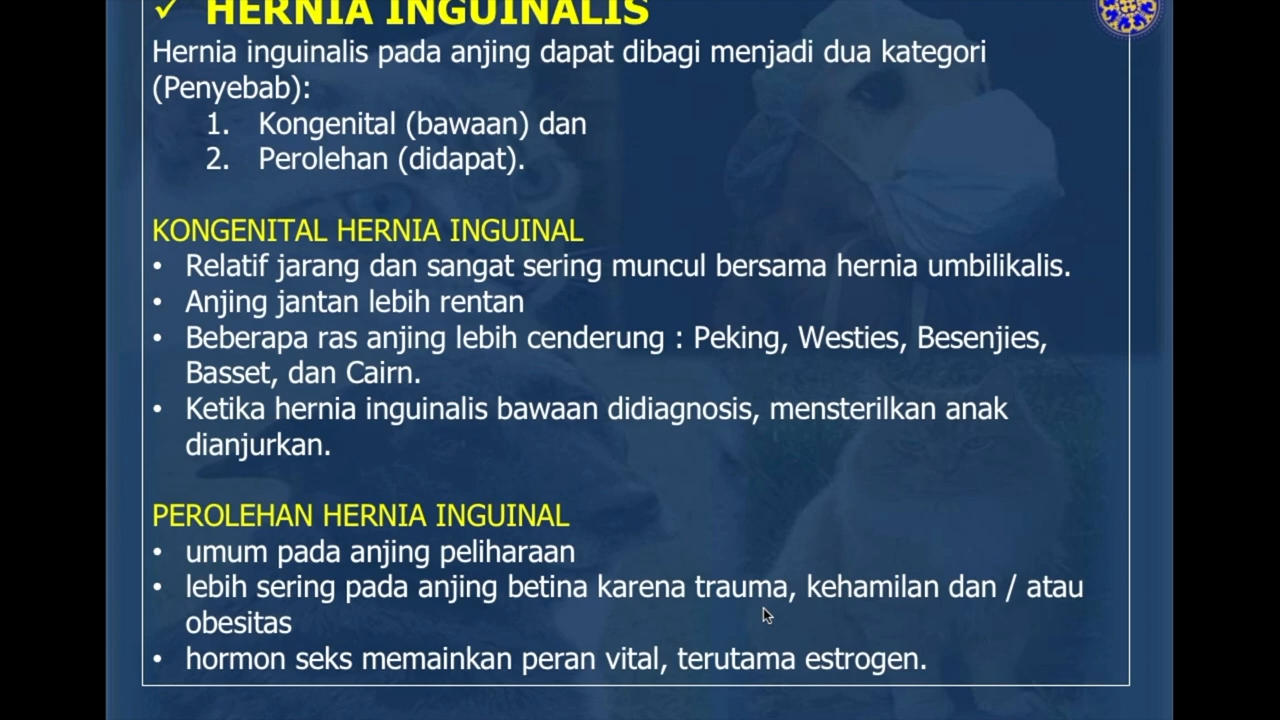 ✓ HERNIA INGUINALIS
Hernia inguinalis pada anjing dapat dibagi menjadi dua kategori
(Penyebab):
1. Kongenital (bawaan) dan
2. Perolehan (didapat).
KONGENITAL HERNIA INGUINAL
• Relatif jarang dan sangat sering muncul bersama hernia umbilikalis.
• Anjing jantan lebih rentan
• Beberapa ras anjing lebih cenderung : Peking, Westies, Besenjies,
Basset, dan Cairn.
• Ketika hernia inguinalis bawaan didiagnosis, mensterilkan anak
dianjurkan.
PEROLEHAN HERNIA INGUINAL
• umum pada anjing peliharaan
• lebih sering pada anjing betina karena trauma, kehamilan dan / atau
obesitas
• hormon seks memainkan peran vital, terutama estrogen.